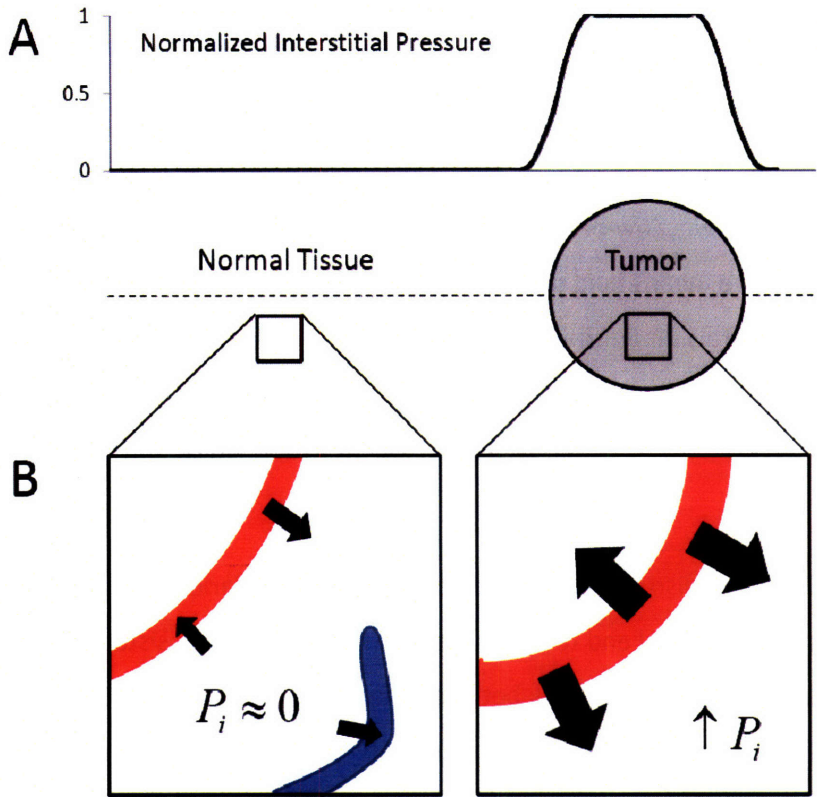 A
1
Normalized Interstitial Pressure
0.5
0
Normal Tissue
Tumor
B
P_i ≈ 0
↑ P_i